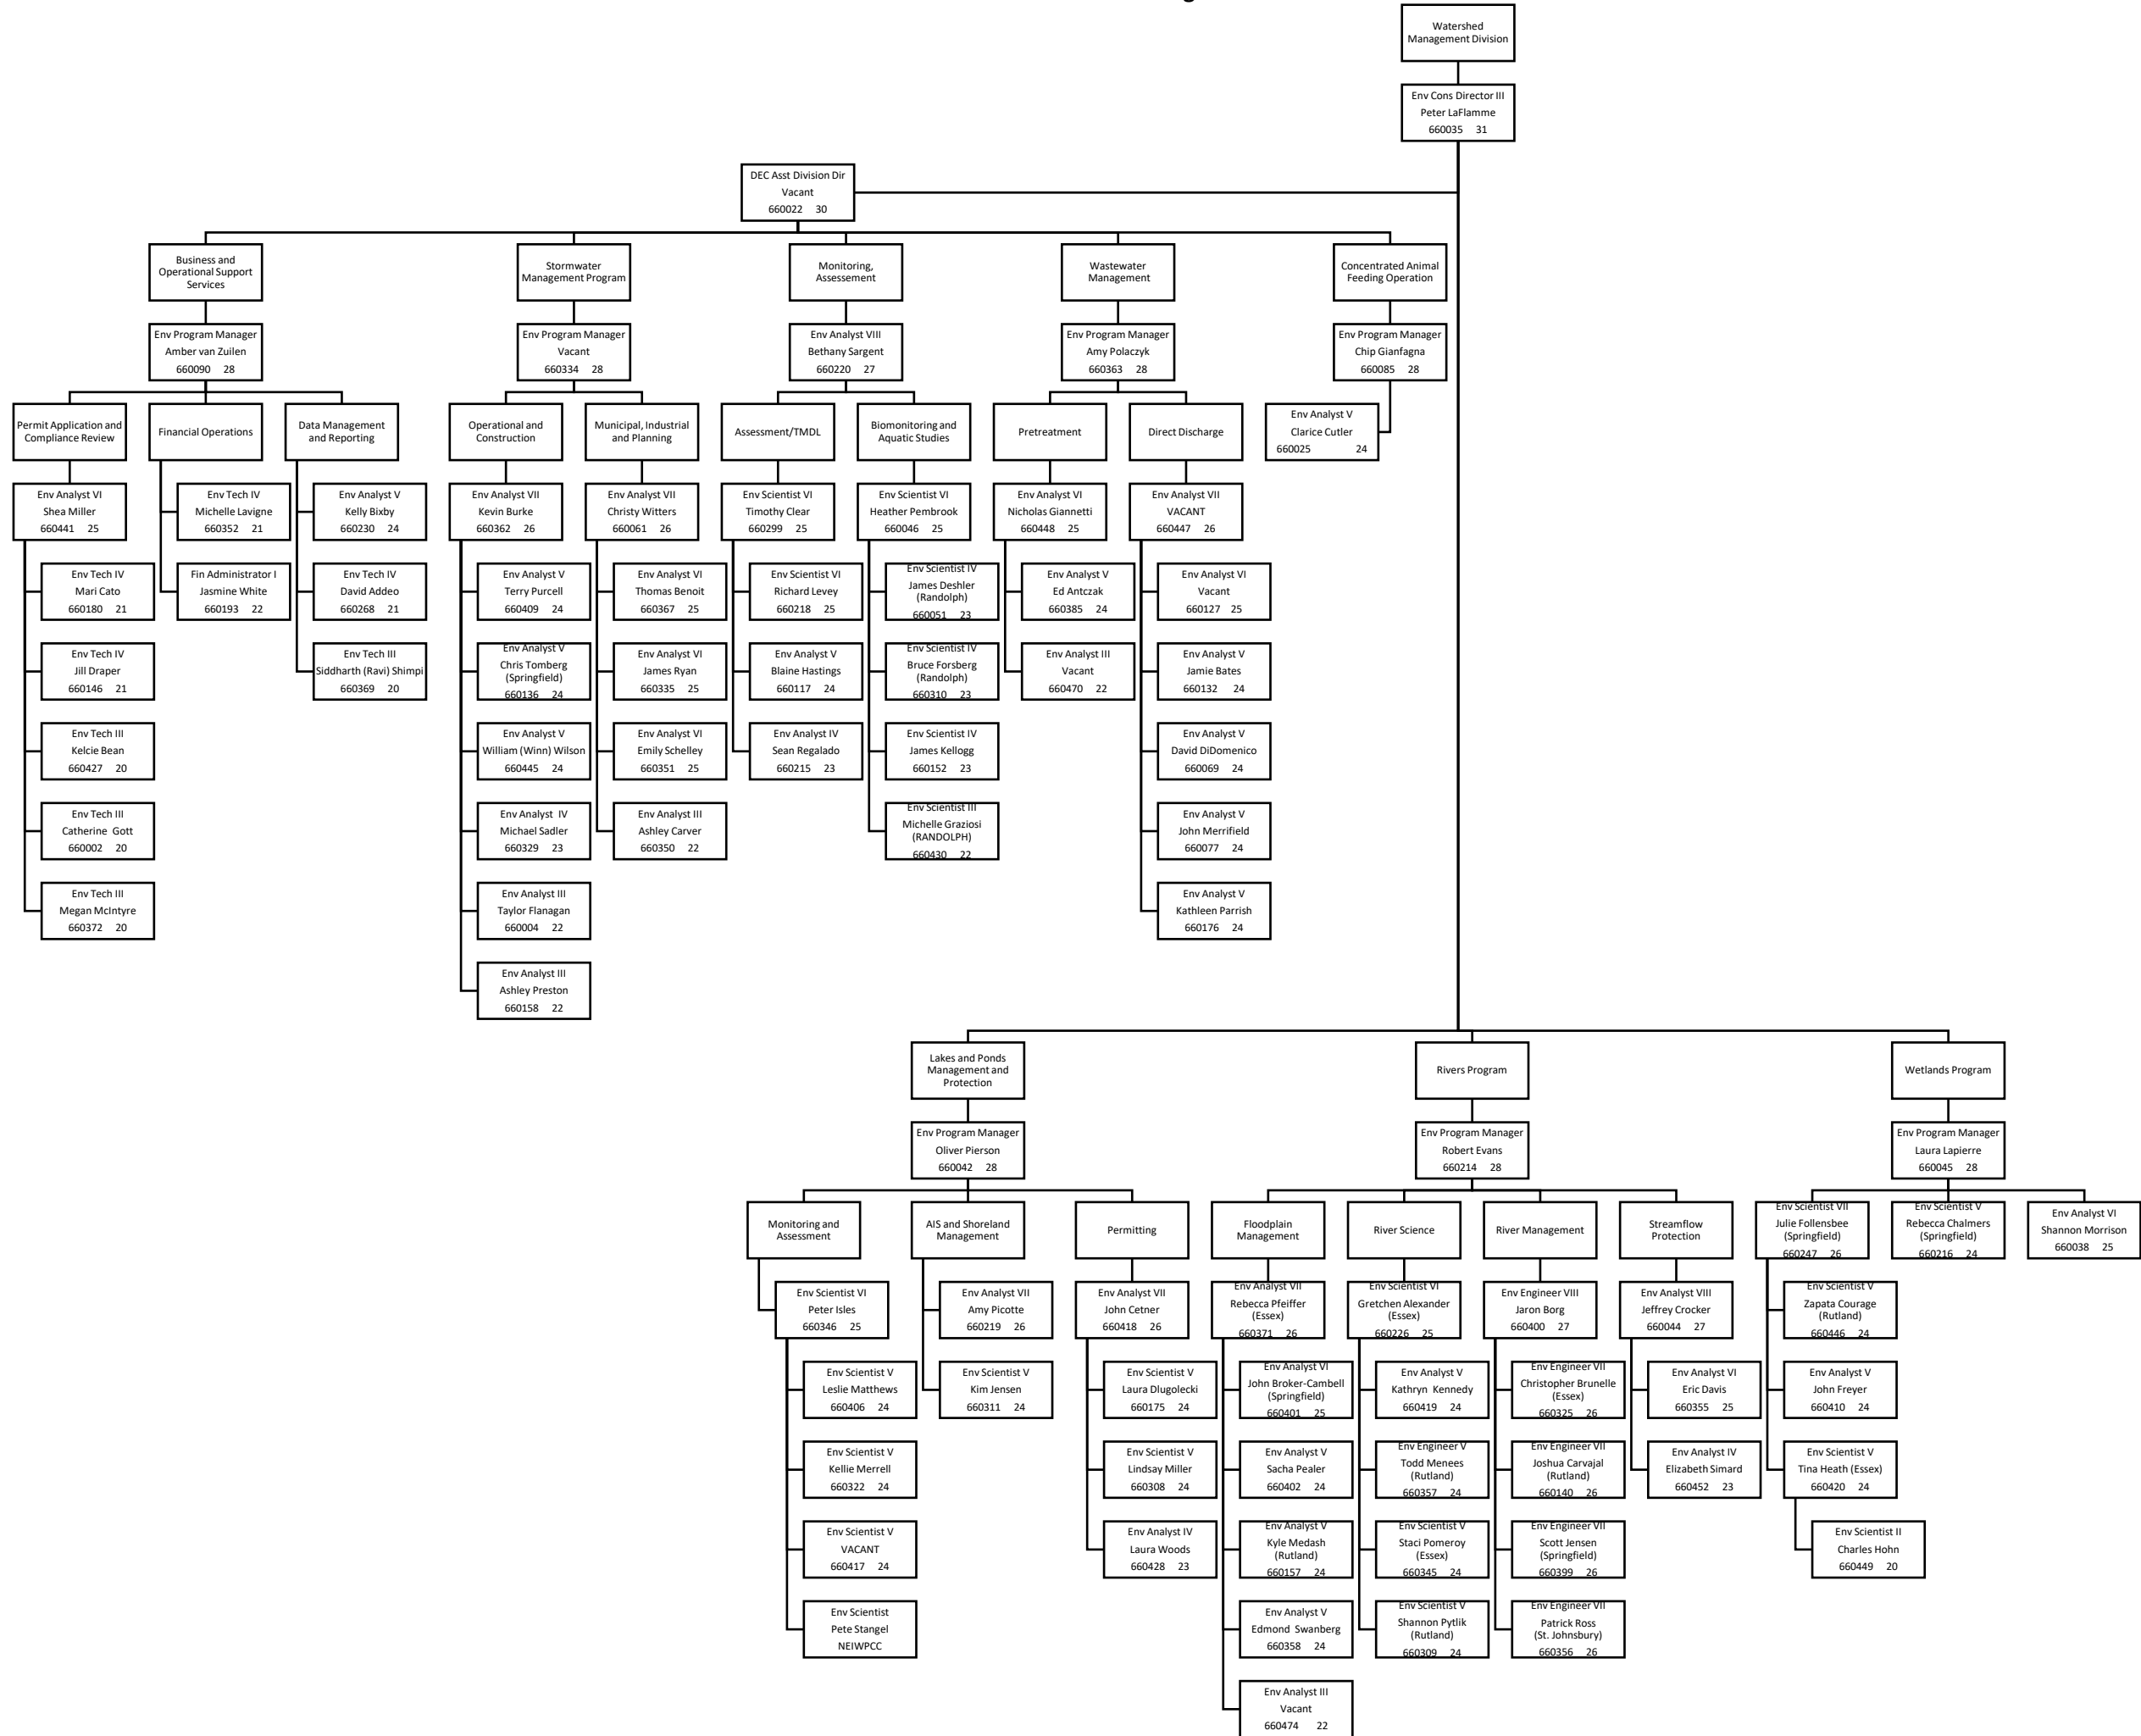 Watershed
Management Division
Env Cons Director III
Peter LaFlamme
660035 31
DEC Asst Division Dir
Vacant
660022 30
Business and
Operational Support
Services
Env Program Manager
Amber van Zuilen
660090 28
Permit Application and
Compliance Review
Env Analyst VI
Shea Miller
660441 25
Env Tech IV
Mari Cato
660180 21
Env Tech IV
Jill Draper
660146 21
Env Tech III
Kelcie Bean
660427 20
Env Tech III
Catherine Gott
660002 20
Env Tech III
Megan McIntyre
660372 20
Financial Operations
Env Tech IV
Michelle Lavigne
660352 21
Fin Administrator I
Jasmine White
660193 22
Data Management
and Reporting
Env Analyst V
Kelly Bixby
660230 24
Env Tech IV
David Addeo
660268 21
Env Tech III
Siddharth (Ravi) Shimpi
660369 20
Stormwater
Management Program
Env Program Manager
Vacant
660334 28
Operational and
Construction
Env Analyst VII
Kevin Burke
660362 26
Env Analyst V
Terry Purcell
660409 24
Env Analyst V
Chris Tomberg
(Springfield)
660136 24
Env Analyst V
William (Winn) Wilson
660445 24
Env Analyst IV
Michael Sadler
660329 23
Env Analyst III
Taylor Flanagan
660004 22
Env Analyst III
Ashley Preston
660158 22
Municipal, Industrial
and Planning
Env Analyst VII
Christy Witters
660061 26
Env Analyst VI
Thomas Benoit
660367 25
Env Analyst VI
James Ryan
660335 25
Env Analyst VI
Emily Schelley
660351 25
Env Analyst III
Ashley Carver
660350 22
Monitoring,
Assessement
Env Analyst VIII
Bethany Sargent
660220 27
Assessment/TMDL
Env Scientist VI
Timothy Clear
660299 25
Env Scientist VI
Richard Levey
660218 25
Env Analyst V
Blaine Hastings
660117 24
Env Analyst IV
Sean Regalado
660215 23
Biomonitoring and
Aquatic Studies
Env Scientist VI
Heather Pembrook
660046 25
Env Scientist IV
James Deshler
(Randolph)
660051 23
Env Scientist IV
Bruce Forsberg
(Randolph)
660310 23
Env Scientist IV
James Kellogg
660152 23
Env Scientist III
Michelle Graziosi
(RANDOLPH)
660430 22
Wastewater
Management
Env Program Manager
Amy Polaczyk
660363 28
Pretreatment
Env Analyst VI
Nicholas Giannetti
660448 25
Env Analyst V
Ed Antczak
660385 24
Env Analyst III
Vacant
660470 22
Direct Discharge
Env Analyst VII
VACANT
660447 26
Env Analyst VI
Vacant
660127 25
Env Analyst V
Jamie Bates
660132 24
Env Analyst V
David DiDomenico
660069 24
Env Analyst V
John Merrifield
660077 24
Env Analyst V
Kathleen Parrish
660176 24
Concentrated Animal
Feeding Operation
Env Program Manager
Chip Gianfagna
660085 28
Env Analyst V
Clarice Cutler
660025 24
Lakes and Ponds
Management and
Protection
Env Program Manager
Oliver Pierson
660042 28
Monitoring and
Assessment
Env Scientist VI
Peter Isles
660346 25
Env Scientist V
Leslie Matthews
660406 24
Env Scientist V
Kellie Merrell
660322 24
Env Scientist V
VACANT
660417 24
Env Scientist
Pete Stangel
NEIWPCC
AIS and Shoreland
Management
Env Analyst VII
Amy Picotte
660219 26
Env Scientist V
Kim Jensen
660311 24
Permitting
Env Analyst VII
John Cetner
660418 26
Env Scientist V
Laura Dlugolecki
660175 24
Env Scientist V
Lindsay Miller
660308 24
Env Analyst IV
Laura Woods
660428 23
Rivers Program
Env Program Manager
Robert Evans
660214 28
Floodplain
Management
Env Analyst VII
Rebecca Pfeiffer
(Essex)
660371 26
Env Analyst VI
John Broker-Cambell
(Springfield)
660401 25
Env Analyst V
Sacha Pealer
660402 24
Env Analyst V
Kyle Medash
(Rutland)
660157 24
Env Analyst V
Edmond Swanberg
660358 24
Env Analyst III
Vacant
660474 22
River Science
Env Scientist VI
Gretchen Alexander
(Essex)
660226 25
Env Analyst V
Kathryn Kennedy
660419 24
Env Engineer V
Todd Menees
(Rutland)
660357 24
Env Scientist V
Staci Pomeroy
(Essex)
660345 24
Env Scientist V
Shannon Pytlik
(Rutland)
660309 24
River Management
Env Engineer VIII
Jaron Borg
660400 27
Env Engineer VII
Christopher Brunelle
(Essex)
660325 26
Env Engineer VII
Joshua Carvajal
(Rutland)
660140 26
Env Engineer VII
Scott Jensen
(Springfield)
660399 26
Env Engineer VII
Patrick Ross
(St. Johnsbury)
660356 26
Streamflow
Protection
Env Analyst VIII
Jeffrey Crocker
660044 27
Env Analyst VI
Eric Davis
660355 25
Env Analyst IV
Elizabeth Simard
660452 23
Wetlands Program
Env Program Manager
Laura Lapierre
660045 28
Env Scientist VII
Julie Follensbee
(Springfield)
660247 26
Env Scientist V
Zapata Courage
(Rutland)
660446 24
Env Analyst V
John Freyer
660410 24
Env Scientist V
Tina Heath (Essex)
660420 24
Env Scientist II
Charles Hohn
660449 20
Env Scientist V
Rebecca Chalmers
(Springfield)
660216 24
Env Analyst VI
Shannon Morrison
660038 25